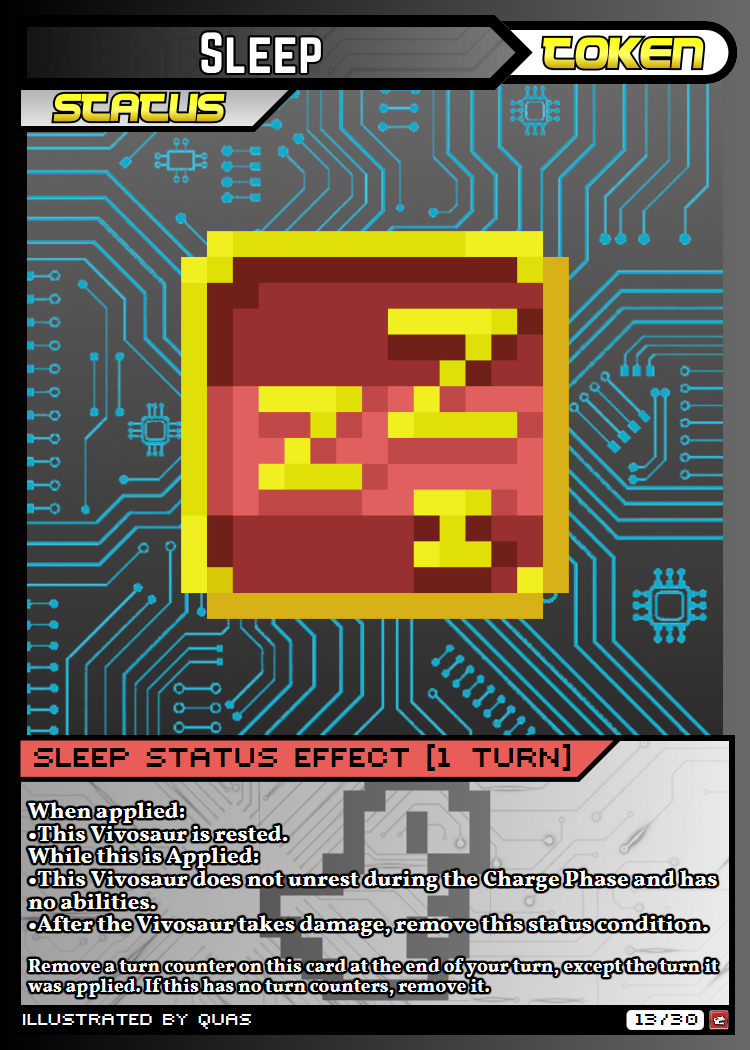 Sleep
TOKEN
STATUS
SLEEP STATUS EFFECT [1 TURN]
When applied:
•This Vivosaur is rested.
While this is Applied:
•This Vivosaur does not unrest during the Charge Phase and has
no abilities.
•After the Vivosaur takes damage, remove this status condition.
Remove a turn counter on this card at the end of your turn, except the turn it
was applied. If this has no turn counters, remove it.
ILLUSTRATED BY QUAS
13/30